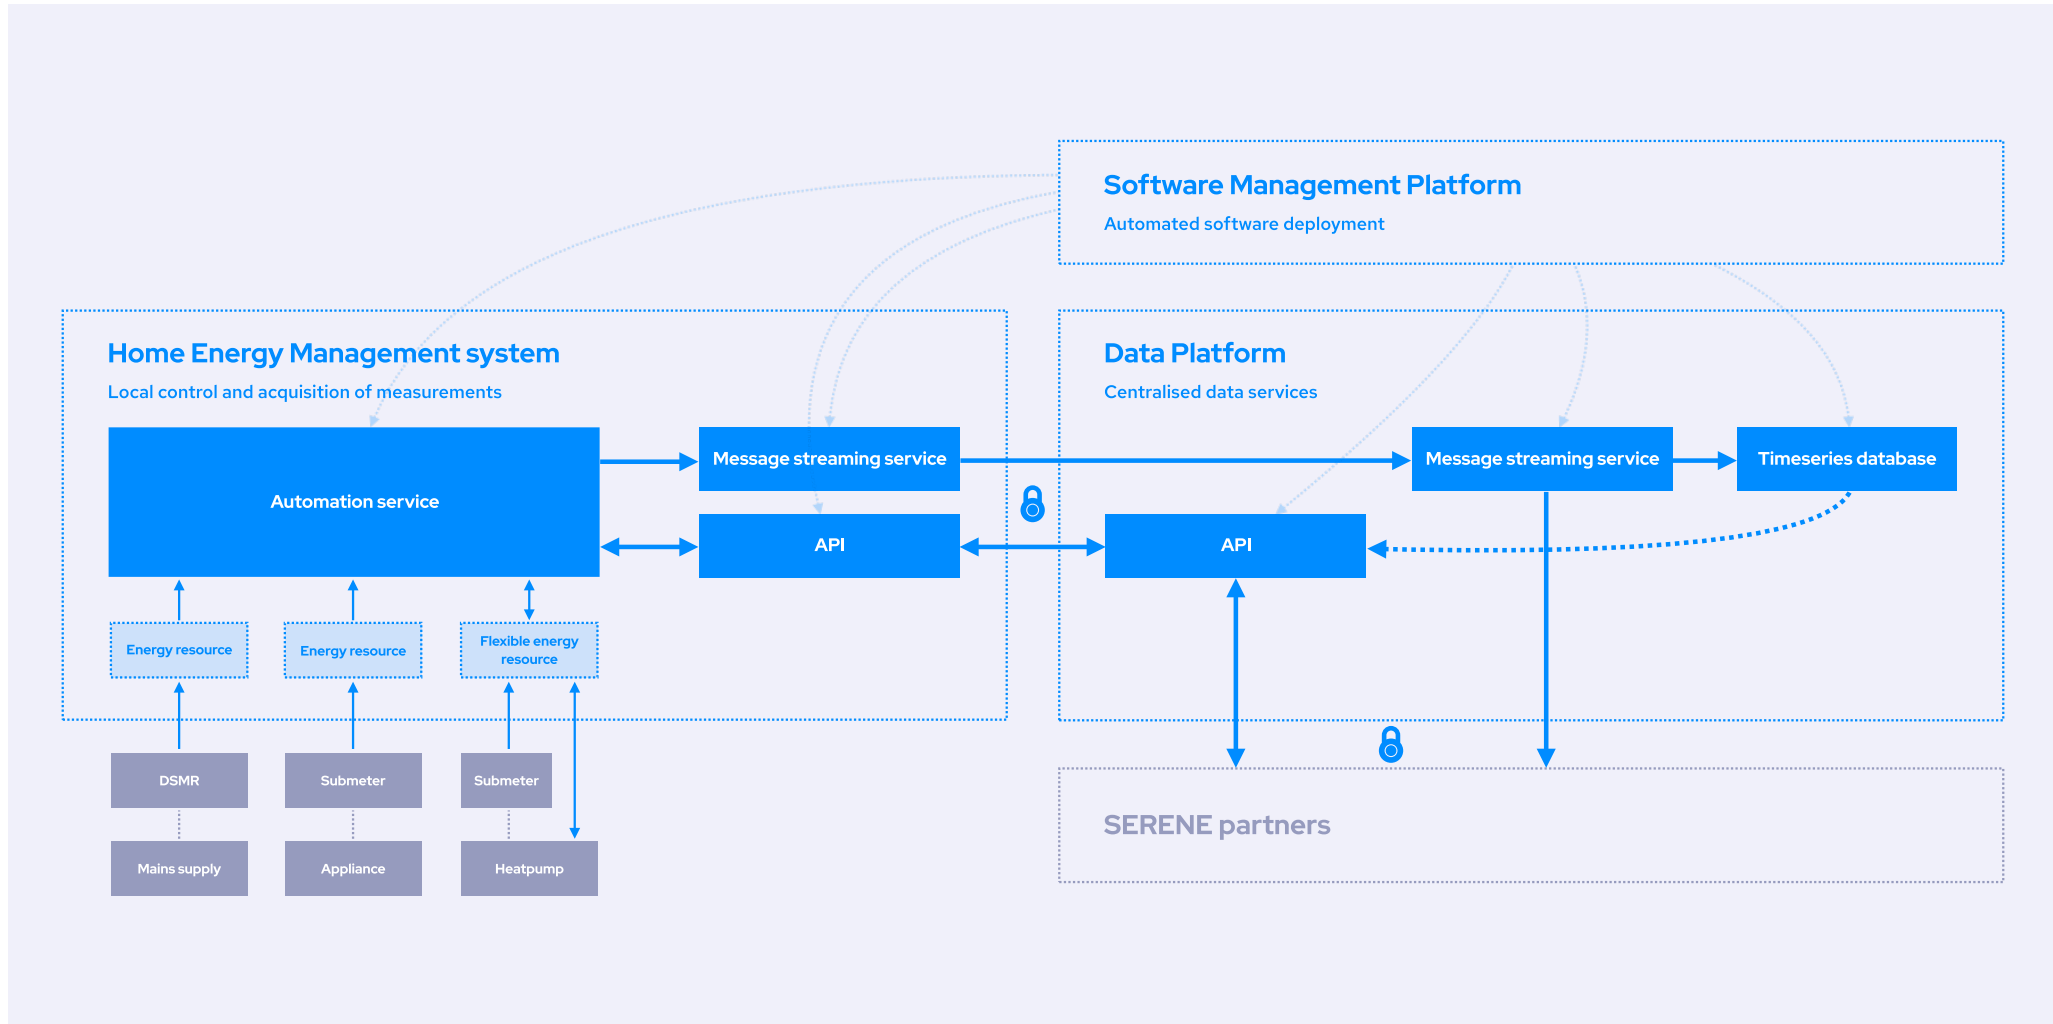 Software Management Platform
Automated software deployment
Home Energy Management system
Local control and acquisition of measurements
Automation service
Message streaming service
API
Energy resource
Energy resource
Flexible energy
resource
DSMR
Submeter
Submeter
Mains supply
Appliance
Heatpump
Data Platform
Centralised data services
Message streaming service
Timeseries database
API
SERENE partners